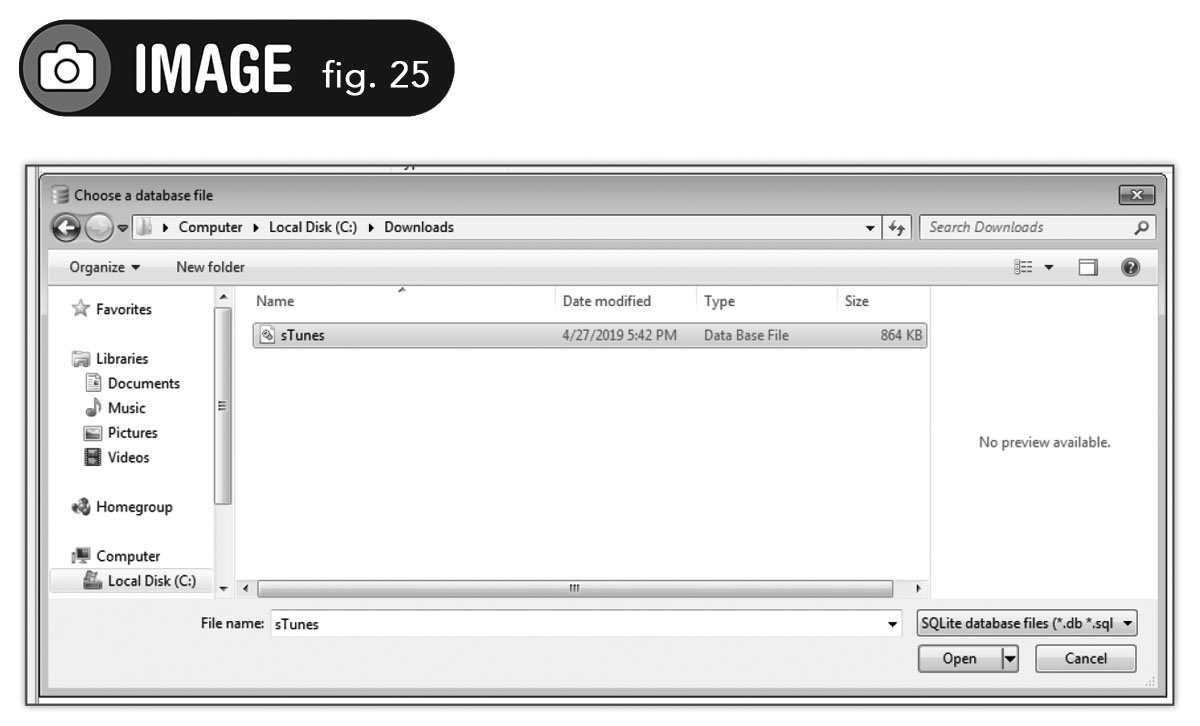 IMAGE fig. 25
Choose a database file
Computer Local Disk (C:) Downloads
Search Downloads
Organize New folder
Favorites
Libraries
Documents
Music
Pictures
Videos
Homegroup
Computer
Local Disk (C:)
Name Date modified Type Size
sTunes 4/27/2019 5:42 PM Data Base File 864 KB
No preview available.
File name: sTunes
SQLite database files (*.db *.sql
Open Cancel